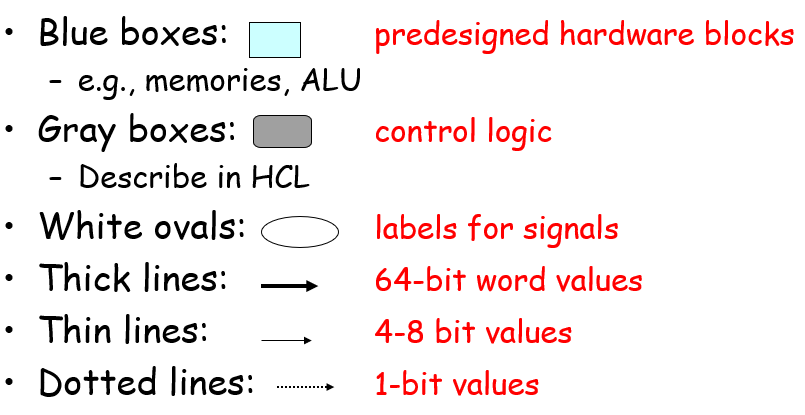 • Blue boxes: predesigned hardware blocks
– e.g., memories, ALU
• Gray boxes: control logic
– Describe in HCL
• White ovals: labels for signals
• Thick lines: 64-bit word values
• Thin lines: 4-8 bit values
• Dotted lines: 1-bit values